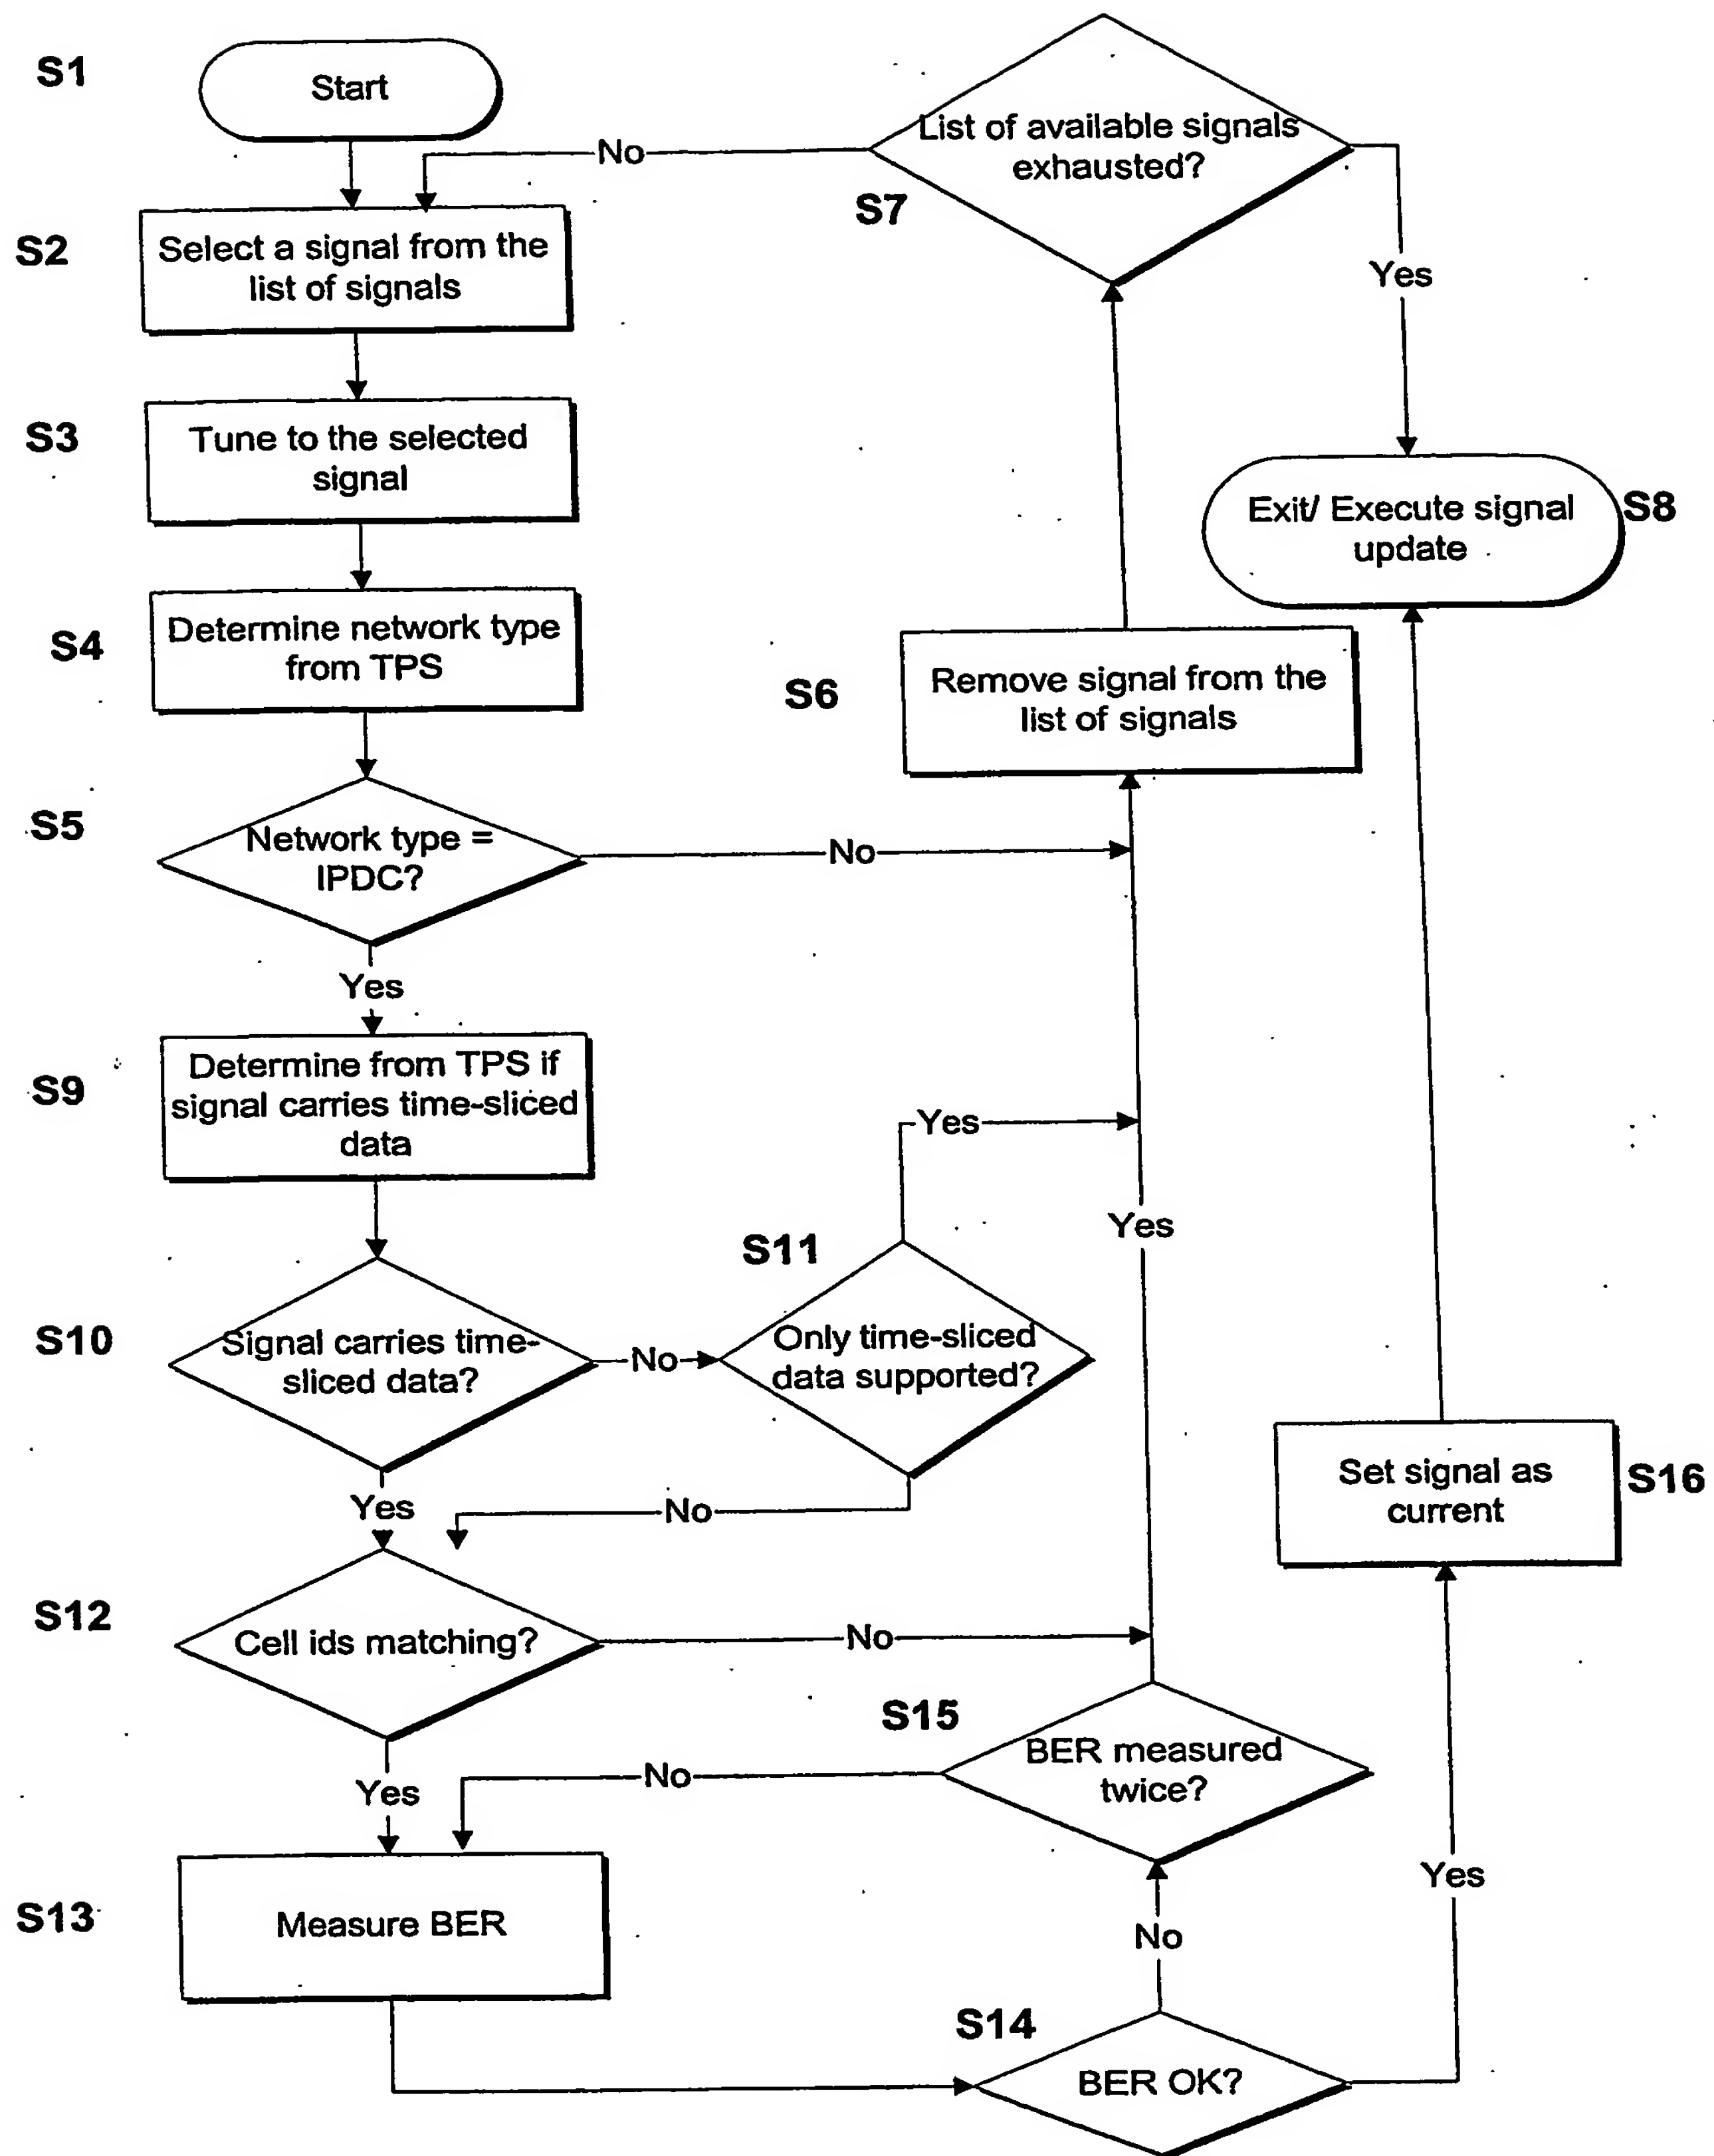 S1
Start
No
List of available signals
exhausted?
S7
S2
Select a signal from the
list of signals
Yes
S3
Tune to the selected
signal
Exit/ Execute signal
update
S8
S4
Determine network type
from TPS
S6
Remove signal from the
list of signals
S5
Network type =
IPDC?
No
Yes
S9
Determine from TPS if
signal carries time-sliced
data
Yes
Yes
S11
S10
Signal carries time-
sliced data?
No
Only time-sliced
data supported?
Set signal as
current
S16
Yes
No
S12
Cell ids matching?
No
S15
BER measured
twice?
No
Yes
Yes
S13
Measure BER
No
S14
BER OK?